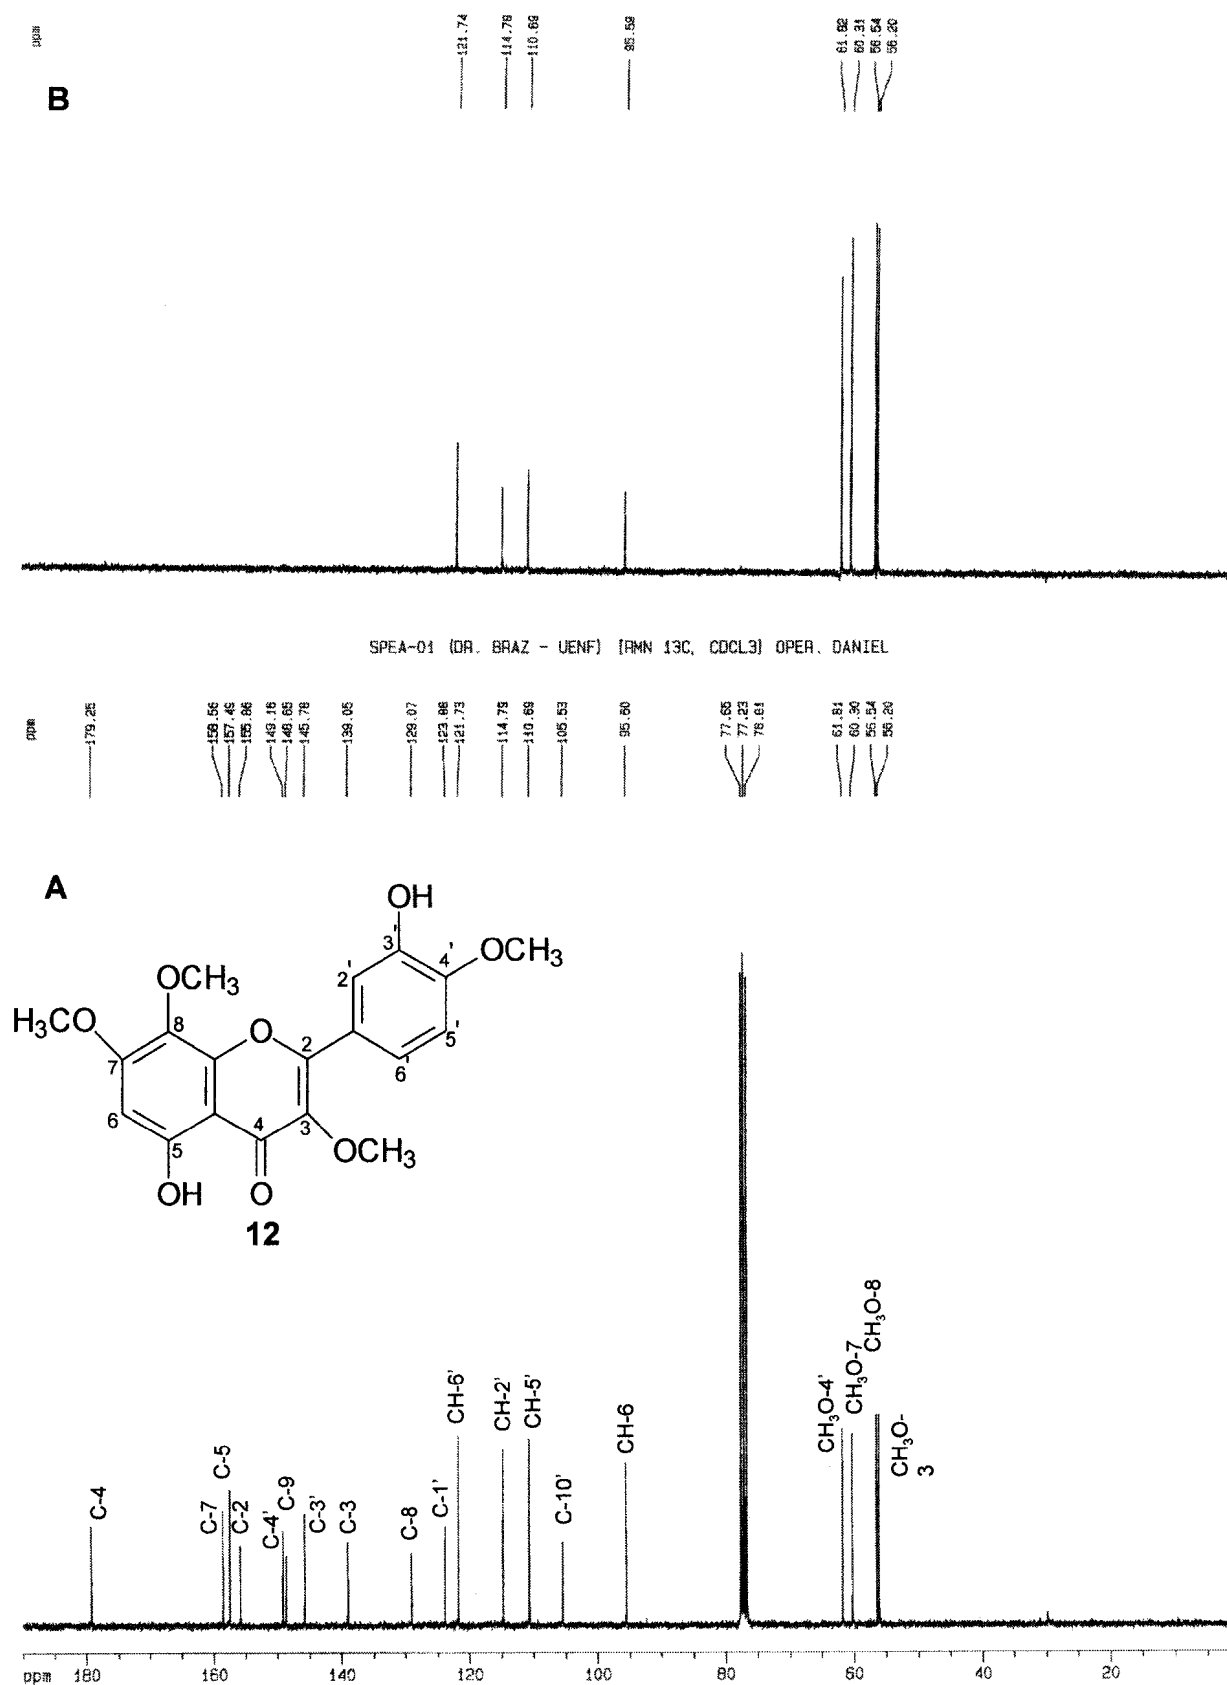 ppm
121.74
114.78
110.69
95.59
61.82
60.31
56.54
56.20
B
SPEA-01 (DR. BRAZ - UENF) [RMN 13C, CDCL3] OPER. DANIEL
ppm
179.25
158.56
157.49
155.86
149.16
148.65
145.78
139.05
129.07
123.86
121.73
114.79
110.69
105.53
95.60
77.65
77.23
76.81
61.81
60.30
56.54
56.20
A
OH
3'
4'
OCH3
2'
OCH3
H3CO
8
O
2
5'
7
6'
6
4
3
5
OCH3
OH
O
12
C-4
C-7
C-5
C-2
C-4'
C-9
C-3'
C-3
C-8
C-1'
CH-6'
CH-2'
CH-5'
C-10'
CH-6
CH3O-4'
CH3O-7
CH3O-8
CH3O-
3
ppm 180 160 140 120 100 80 60 40 20